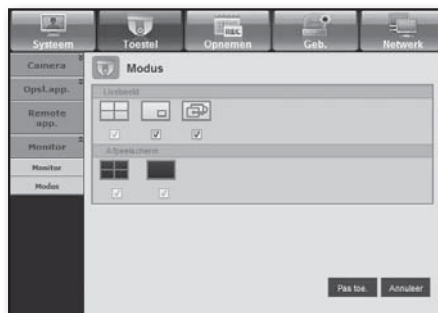 REC
Systeem Toestel Opnemen Geb. Netwerk
Camera
Modus
Opsl.app.
Livebeeld
Remote app.
Monitor
Afspeelscherm
Monitor
Modus
Pas toe. Annuleer